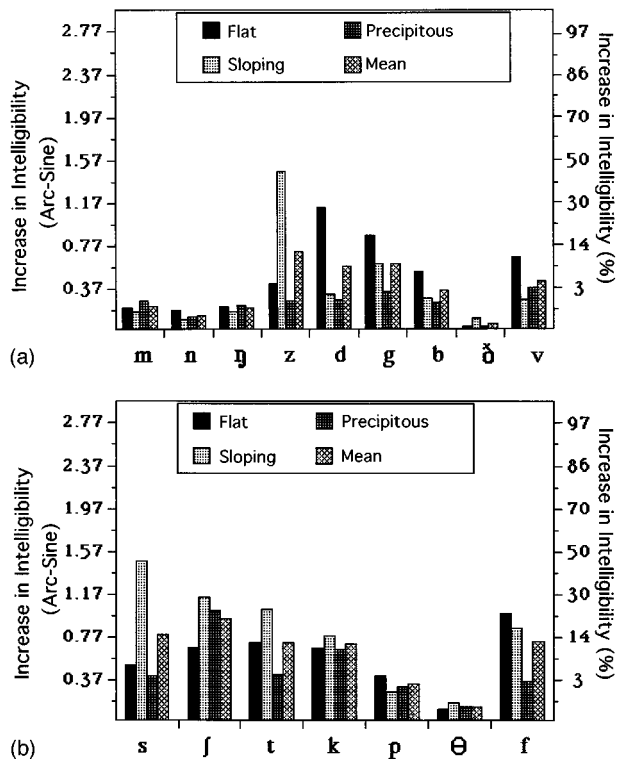 Increase in Intelligibility
(Arc-Sine)
2.77
2.37
1.97
1.57
1.17
0.77
0.37
Flat
Precipitous
Sloping
Mean
97
86
70
50
30
14
3
Increase in Intelligibility (%)
(a)
m n ŋ z d g b ð v
Increase in Intelligibility
(Arc-Sine)
2.77
2.37
1.97
1.57
1.17
0.77
0.37
Flat
Precipitous
Sloping
Mean
97
86
70
50
30
14
3
Increase in Intelligibility (%)
(b)
s ʃ t k p θ f